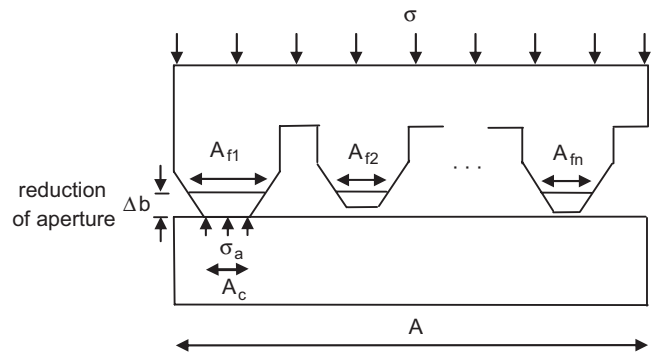 σ
A_f1
A_f2
A_fn
. . .
reduction
of aperture
Δb
σ_a
A_c
A